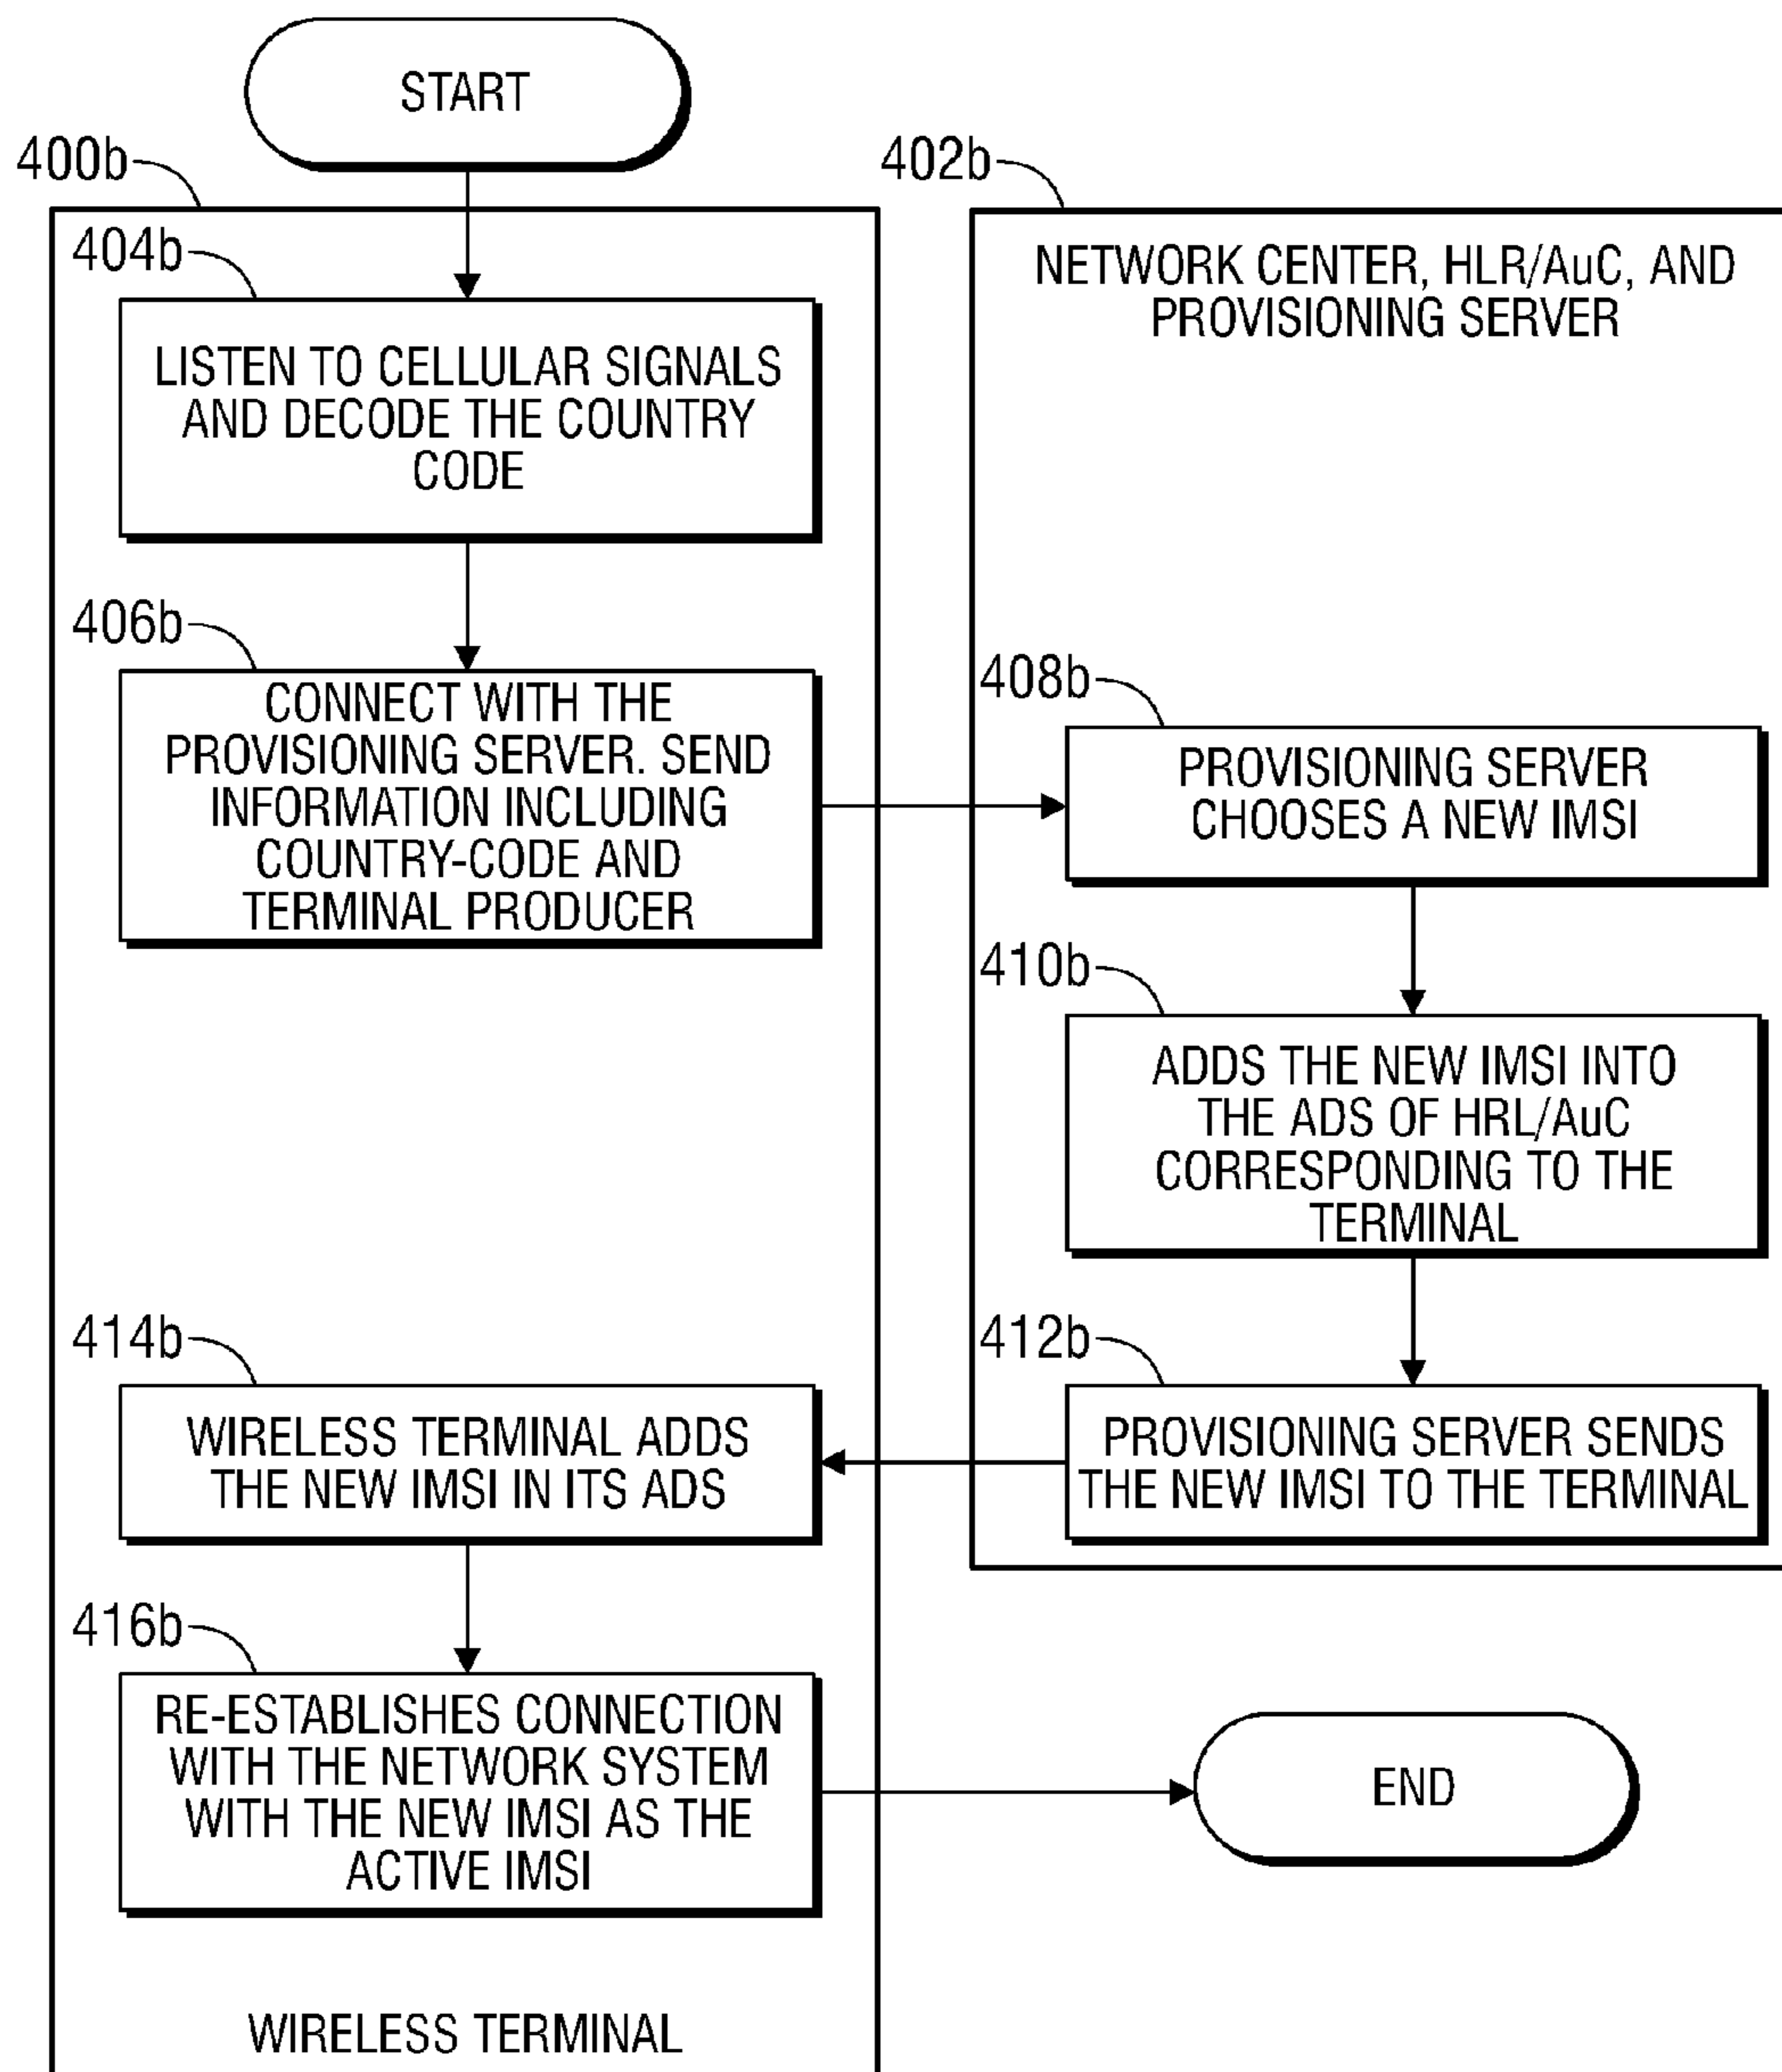 START
400b
402b
404b
NETWORK CENTER, HLR/AuC, AND
PROVISIONING SERVER
LISTEN TO CELLULAR SIGNALS
AND DECODE THE COUNTRY
CODE
406b
CONNECT WITH THE
PROVISIONING SERVER. SEND
INFORMATION INCLUDING
COUNTRY-CODE AND
TERMINAL PRODUCER
408b
PROVISIONING SERVER
CHOOSES A NEW IMSI
410b
ADDS THE NEW IMSI INTO
THE ADS OF HRL/AuC
CORRESPONDING TO THE
TERMINAL
412b
PROVISIONING SERVER SENDS
THE NEW IMSI TO THE TERMINAL
414b
WIRELESS TERMINAL ADDS
THE NEW IMSI IN ITS ADS
416b
RE-ESTABLISHES CONNECTION
WITH THE NETWORK SYSTEM
WITH THE NEW IMSI AS THE
ACTIVE IMSI
END
WIRELESS TERMINAL